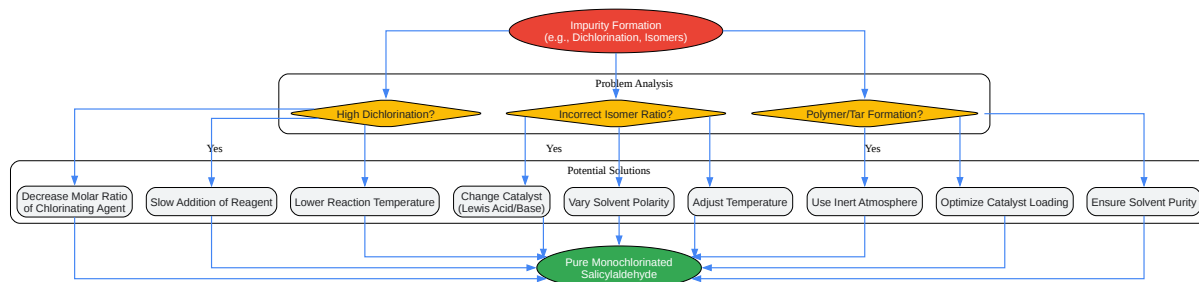 Impurity Formation
(e.g., Dichlorination, Isomers)
Problem Analysis
High Dichlorination?
Incorrect Isomer Ratio?
Polymer/Tar Formation?
Yes
Yes
Yes
Potential Solutions
Decrease Molar Ratio
of Chlorinating Agent
Slow Addition of Reagent
Lower Reaction Temperature
Change Catalyst
(Lewis Acid/Base)
Vary Solvent Polarity
Adjust Temperature
Use Inert Atmosphere
Optimize Catalyst Loading
Ensure Solvent Purity
Pure Monochlorinated
Salicylaldehyde